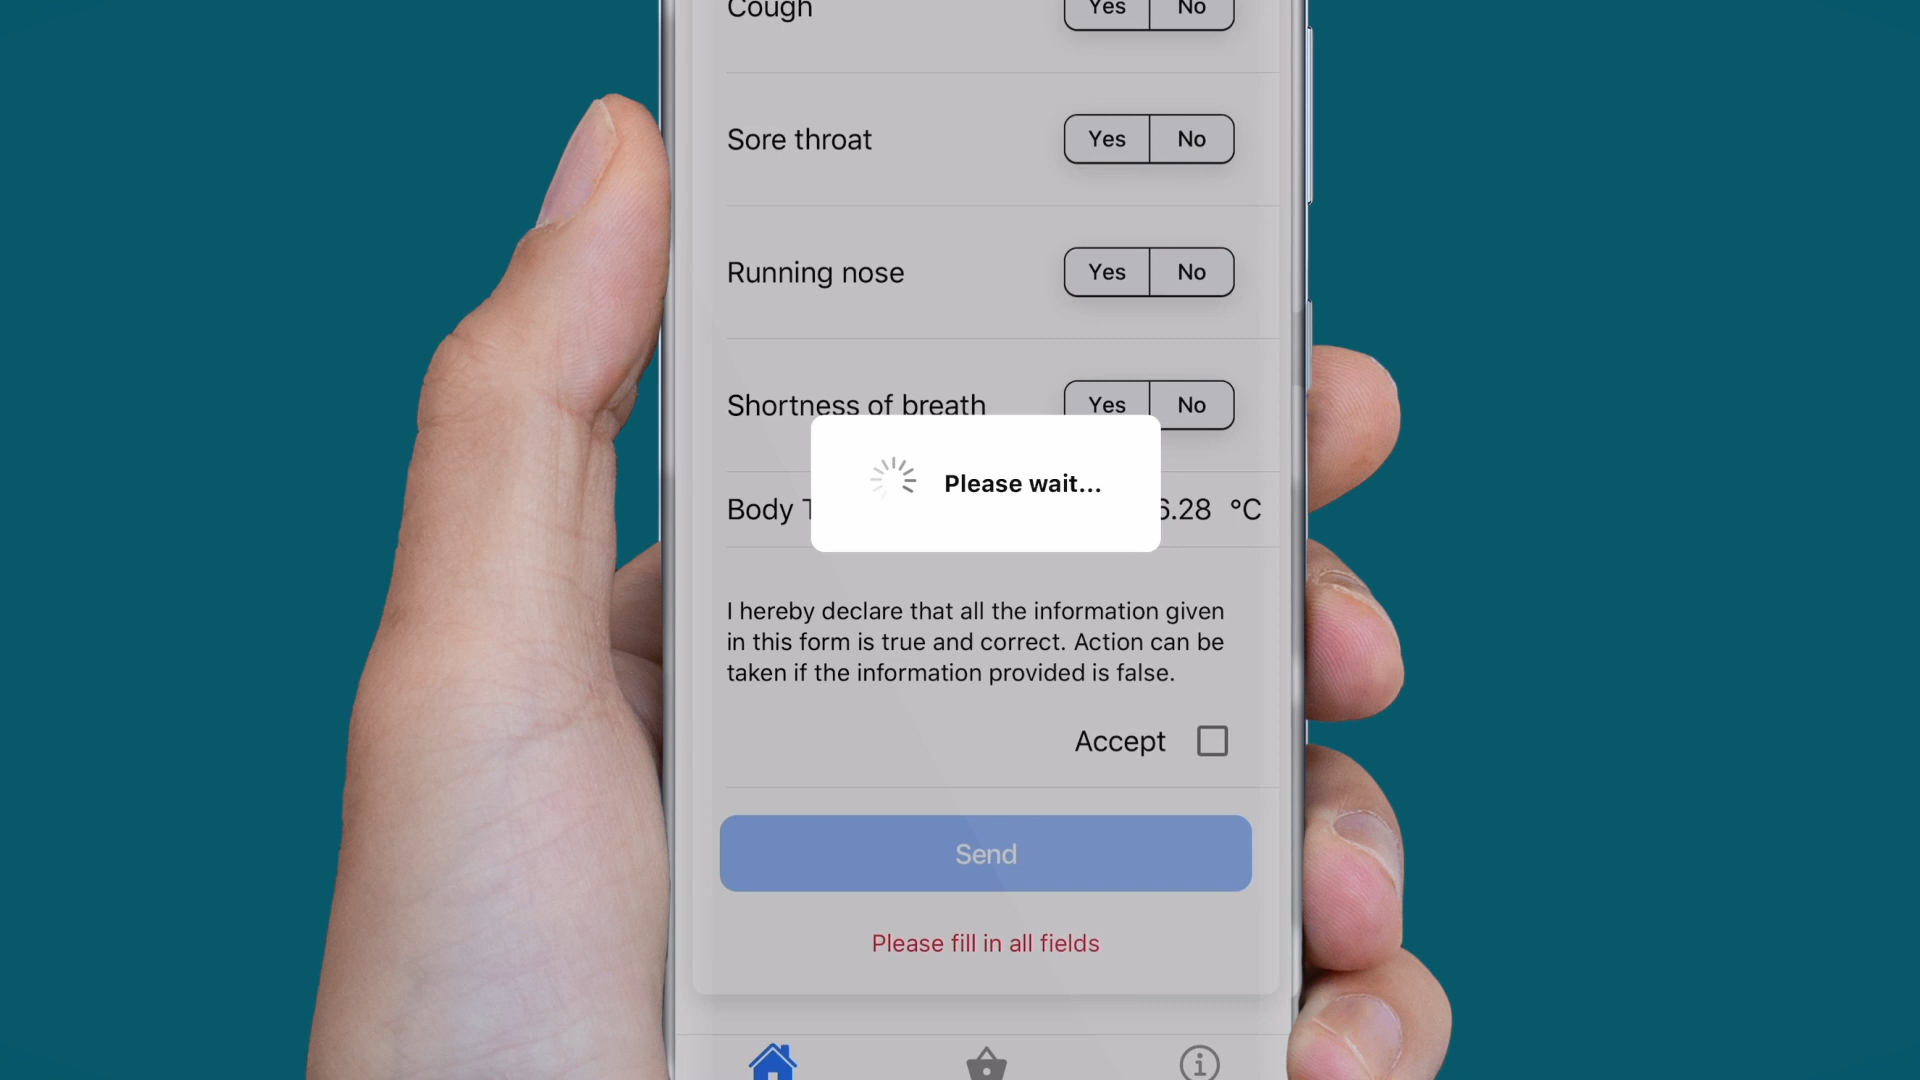 Cough Yes No
Sore throat Yes No
Running nose Yes No
Shortness of breath Yes No
Please wait...
Body 6.28 °C
I hereby declare that all the information given
in this form is true and correct. Action can be
taken if the information provided is false.
Accept
Send
Please fill in all fields